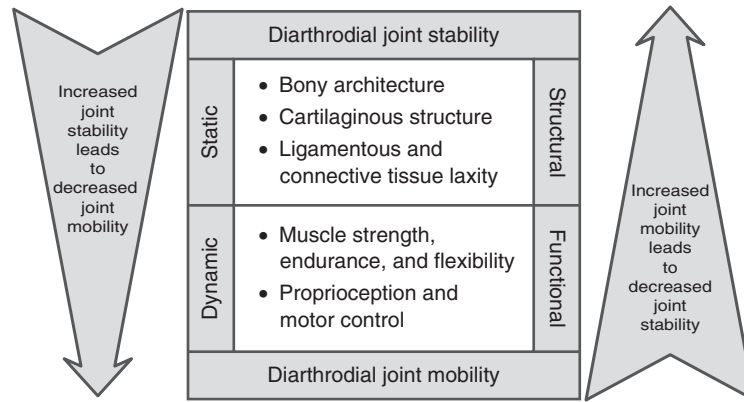 Diarthrodial joint stability
Increased
joint
stability
leads
to
decreased
joint
mobility
Static
• Bony architecture
• Cartilaginous structure
• Ligamentous and
connective tissue laxity
Structural
Dynamic
• Muscle strength,
endurance, and flexibility
• Proprioception and
motor control
Functional
Increased
joint
mobility
leads
to
decreased
joint
stability
Diarthrodial joint mobility